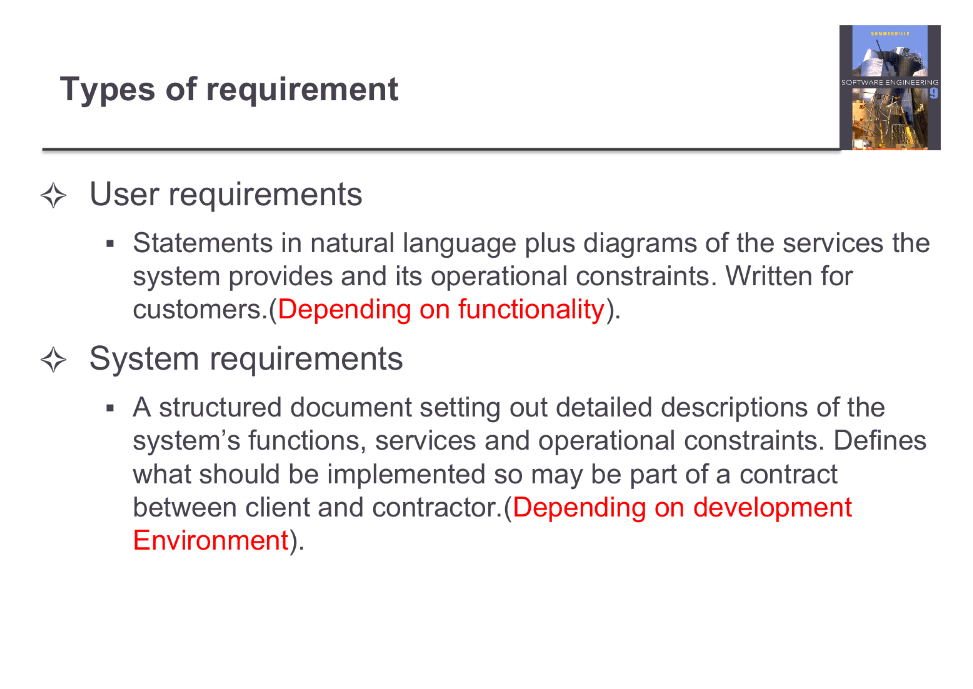 Types of requirement
SOMMERVILLE
SOFTWARE ENGINEERING
9
✧ User requirements
▪ Statements in natural language plus diagrams of the services the
system provides and its operational constraints. Written for
customers.(Depending on functionality).
✧ System requirements
▪ A structured document setting out detailed descriptions of the
system’s functions, services and operational constraints. Defines
what should be implemented so may be part of a contract
between client and contractor.(Depending on development
Environment).